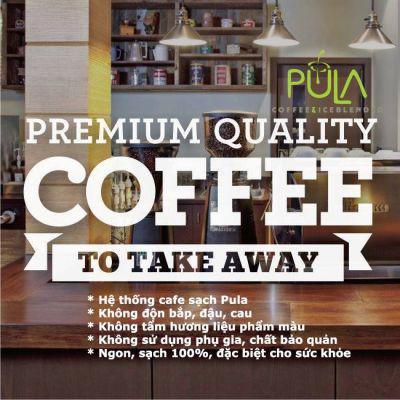 PULA
COFFEE & ICEBLENDED
PREMIUM QUALITY
COFFEE
TO TAKE AWAY
* Hệ thống cafe sạch Pula
* Không độn bắp, đậu, cau
* Không tẩm hương liệu phẩm màu
* Không sử dụng phụ gia, chất bảo quản
* Ngon, sạch 100%, đặc biệt cho sức khỏe